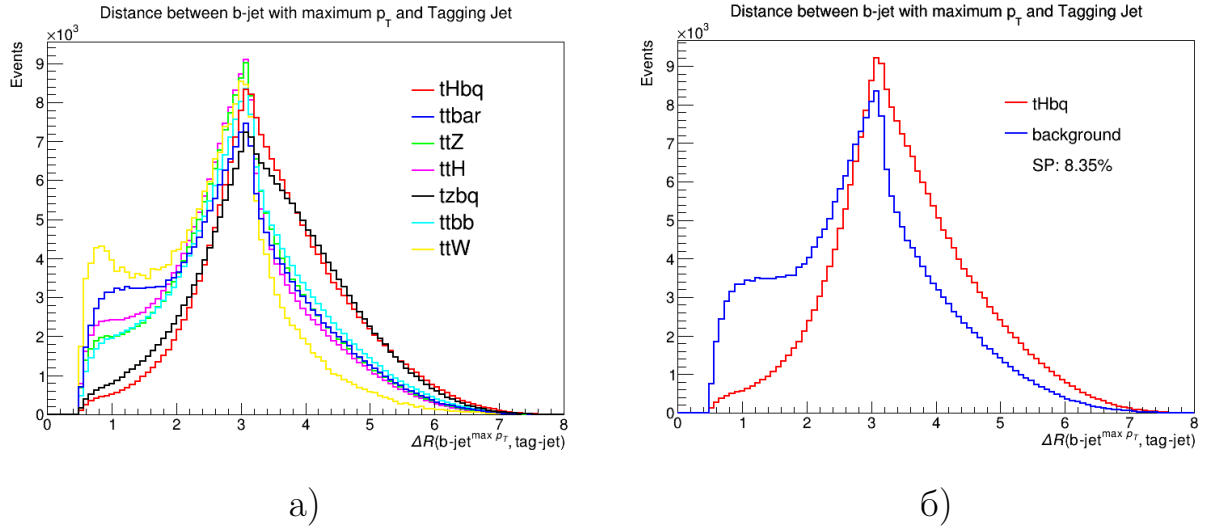 Distance between b-jet with maximum p_T and Tagging Jet
×10³
Events
9
8
7
6
5
4
3
2
1
0
tHbq
ttbar
ttZ
ttH
tzbq
ttbb
ttW
0 1 2 3 4 5 6 7 8
ΔR(b-jet^max p_T, tag-jet)
а)
Distance between b-jet with maximum p_T and Tagging Jet
×10³
Events
9
8
7
6
5
4
3
2
1
0
tHbq
background
SP: 8.35%
0 1 2 3 4 5 6 7 8
ΔR(b-jet^max p_T, tag-jet)
б)